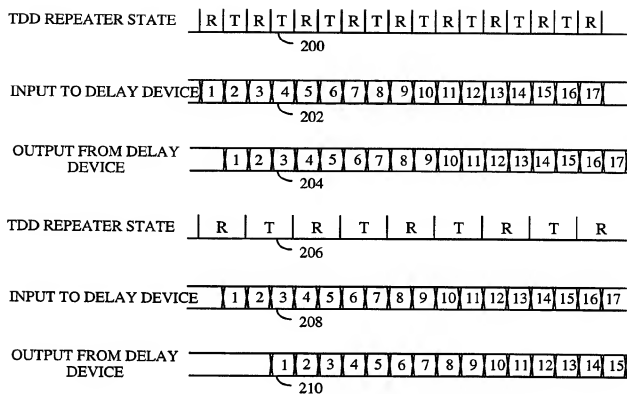 TDD REPEATER STATE R T R T R T R T R T R T R T R T R
200
INPUT TO DELAY DEVICE 1 2 3 4 5 6 7 8 9 10 11 12 13 14 15 16 17
202
OUTPUT FROM DELAY DEVICE 1 2 3 4 5 6 7 8 9 10 11 12 13 14 15 16 17
204
TDD REPEATER STATE R T R T R T R T R
206
INPUT TO DELAY DEVICE 1 2 3 4 5 6 7 8 9 10 11 12 13 14 15 16 17
208
OUTPUT FROM DELAY DEVICE 1 2 3 4 5 6 7 8 9 10 11 12 13 14 15
210